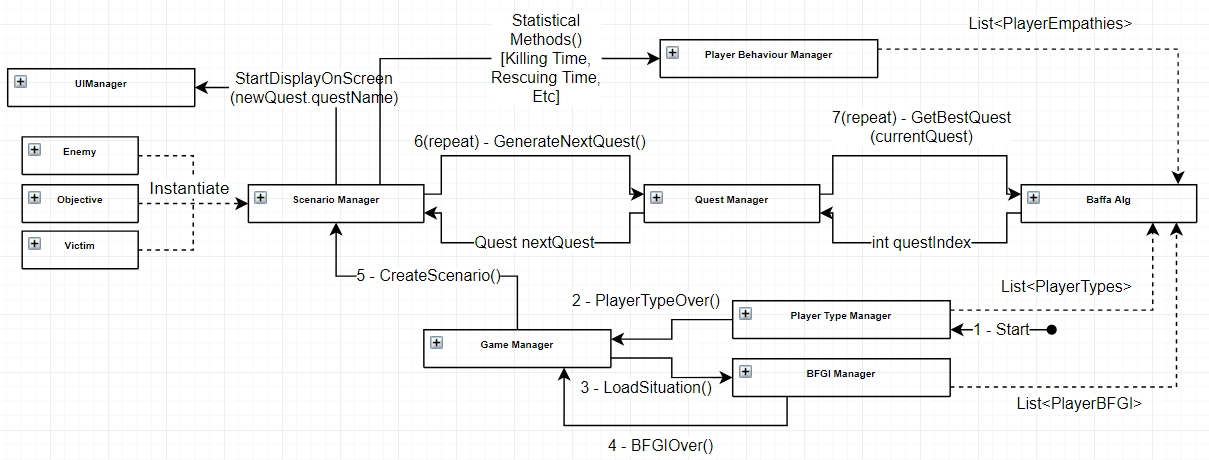 Statistical
Methods()
[Killing Time,
Rescuing Time,
Etc]
List<PlayerEmpathies>
Player Behaviour Manager
UIManager
StartDisplayOnScreen
(newQuest.questName)
7(repeat) - GetBestQuest
(currentQuest)
6(repeat) - GenerateNextQuest()
Enemy
Instantiate
Objective
Scenario Manager
Quest Manager
Baffa Alg
Victim
Quest nextQuest
int questIndex
5 - CreateScenario()
List<PlayerTypes>
2 - PlayerTypeOver()
Player Type Manager
1 - Start
Game Manager
BFGI Manager
3 - LoadSituation()
List<PlayerBFGI>
4 - BFGIOver()